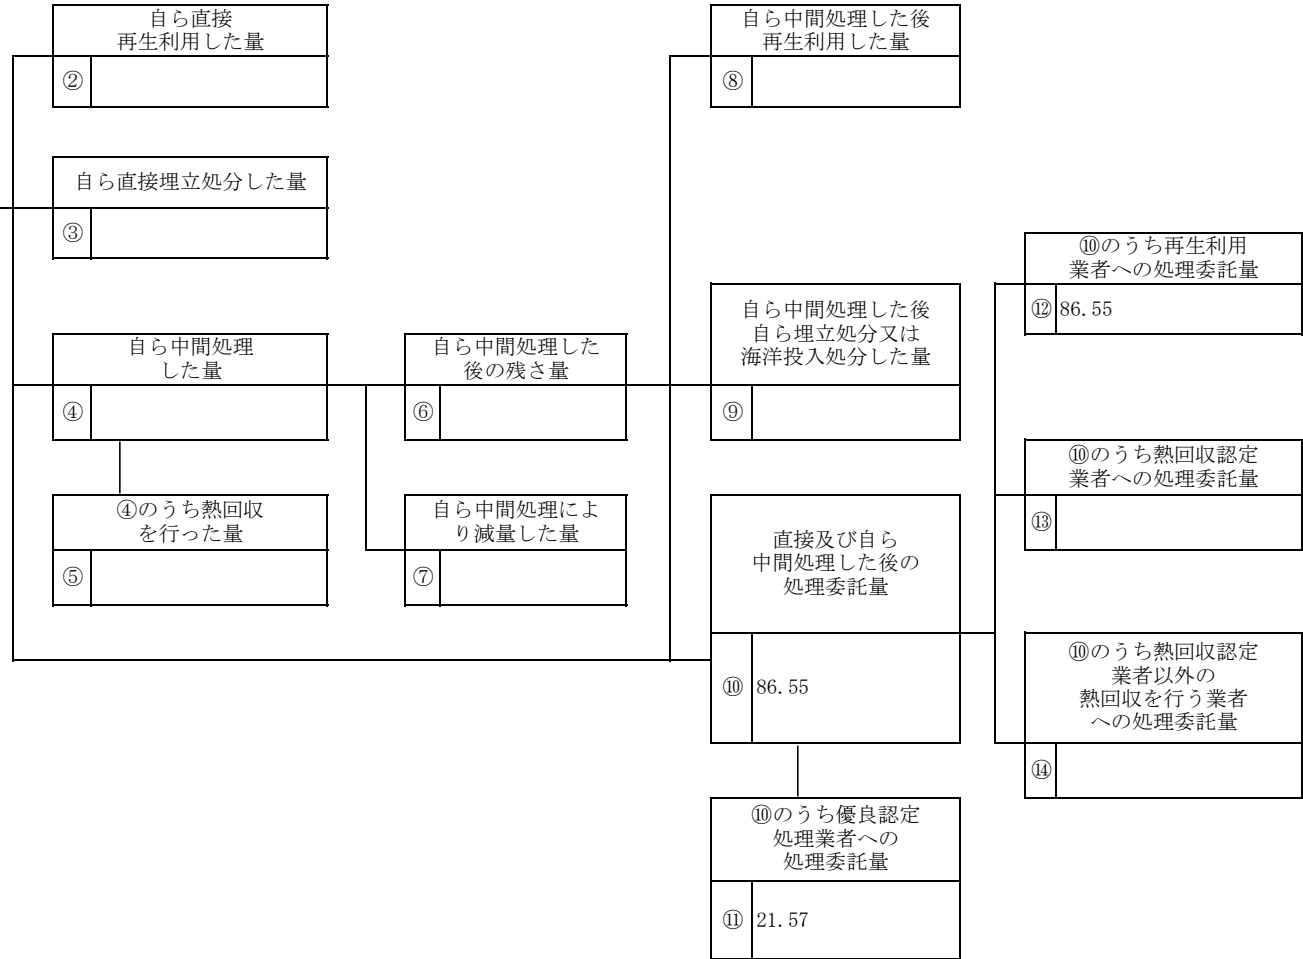 自ら直接
再生利用した量
②
自ら直接埋立処分した量
③
自ら中間処理
した量
④
④のうち熱回収
を行った量
⑤
自ら中間処理した
後の残さ量
⑥
自ら中間処理によ
り減量した量
⑦
自ら中間処理した後
再生利用した量
⑧
自ら中間処理した後
自ら埋立処分又は
海洋投入処分した量
⑨
直接及び自ら
中間処理した後の
処理委託量
⑩ 86.55
⑩のうち優良認定
処理業者への
処理委託量
⑪ 21.57
⑩のうち再生利用
業者への処理委託量
⑫ 86.55
⑩のうち熱回収認定
業者への処理委託量
⑬
⑩のうち熱回収認定
業者以外の
熱回収を行う業者
への処理委託量
⑭